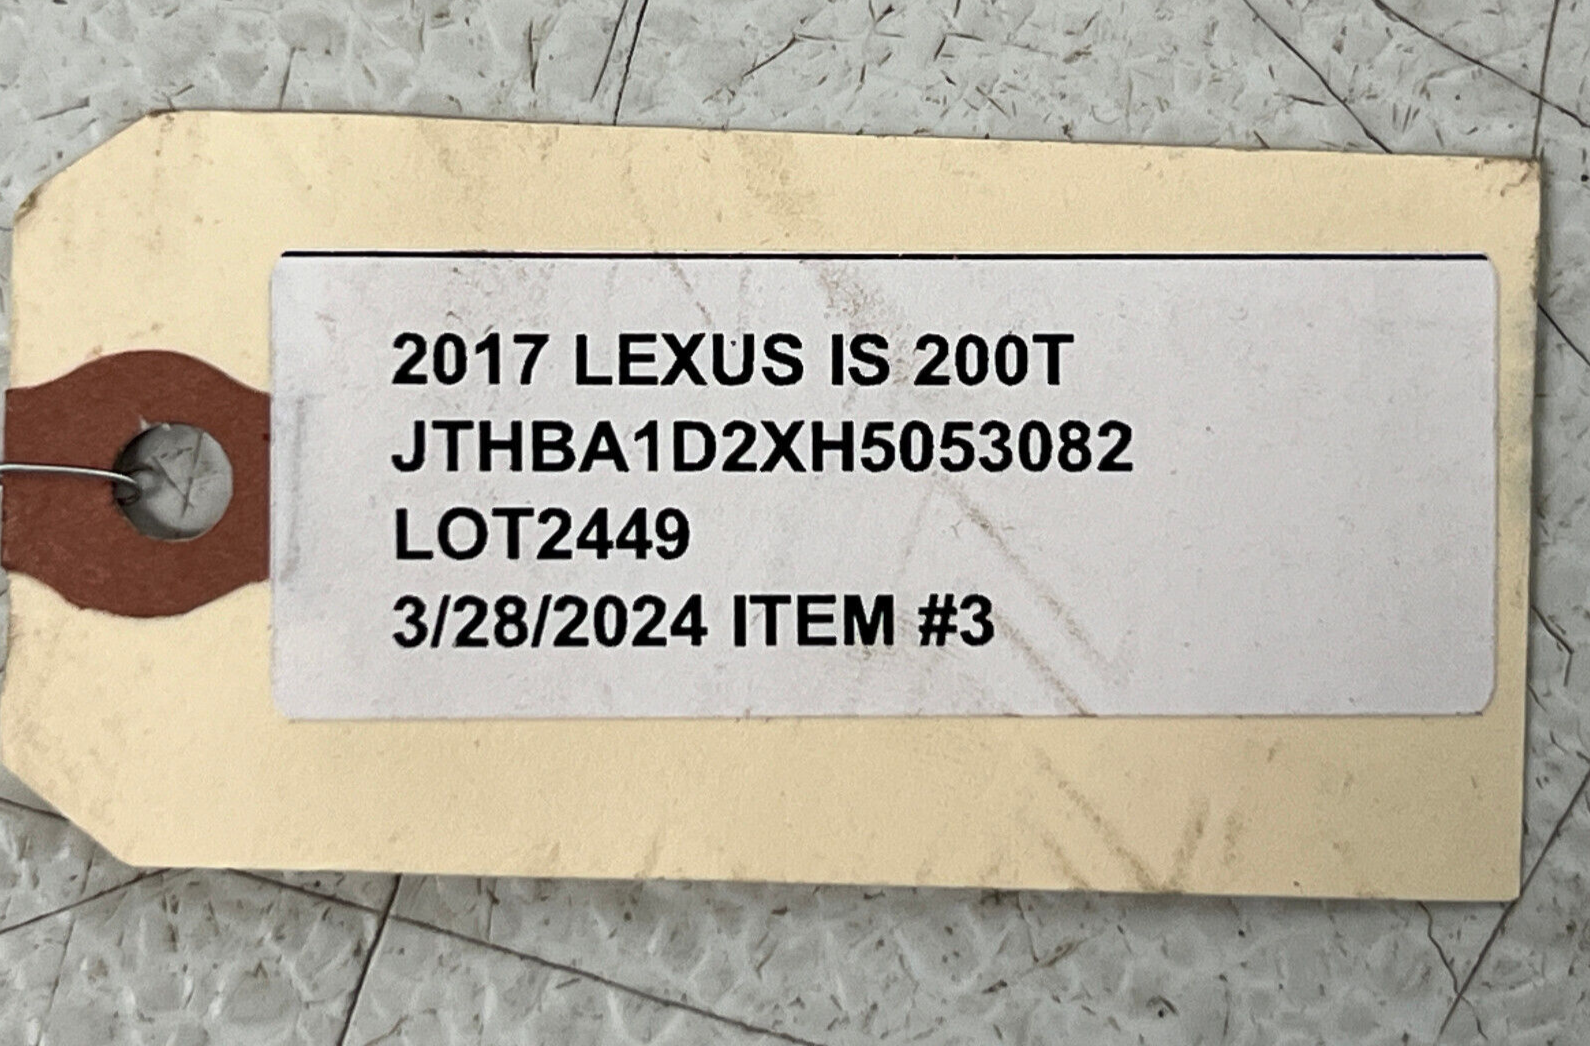 2017 LEXUS IS 200T
JTHBA1D2XH5053082
LOT2449
3/28/2024 ITEM #3